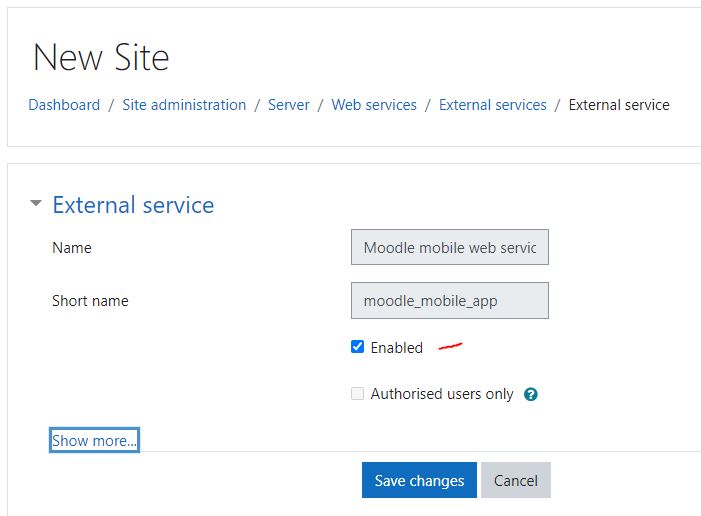 New Site
Dashboard / Site administration / Server / Web services / External services / External service
External service
Name Moodle mobile web servic
Short name moodle_mobile_app
Enabled
Authorised users only ?
Show more...
Save changes Cancel